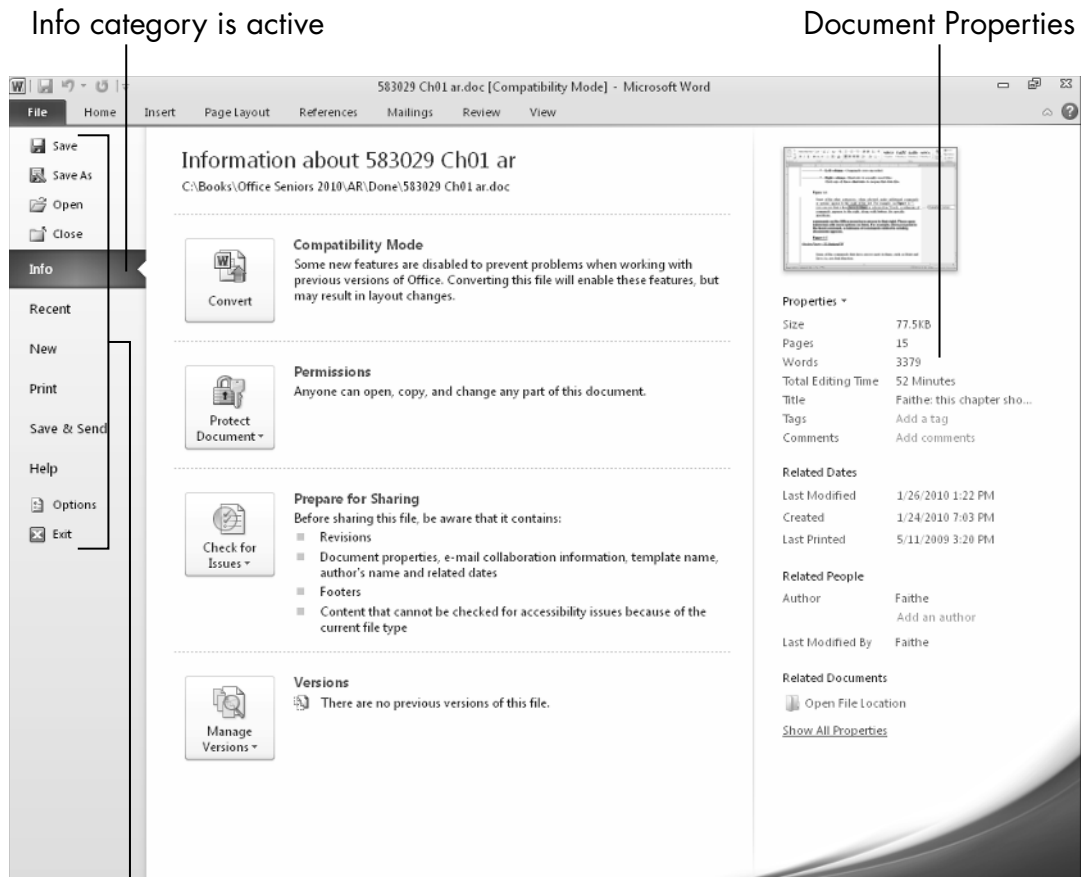 Info category is active
Document Properties
583029 Ch01 ar.doc [Compatibility Mode] - Microsoft Word
File Home Insert Page Layout References Mailings Review View
Save
Save As
Open
Close
Info
Recent
New
Print
Save & Send
Help
Options
Exit
Information about 583029 Ch01 ar
C:\Books\Office Seniors 2010\AR\Done\583029 Ch01 ar.doc
Convert
Compatibility Mode
Some new features are disabled to prevent problems when working with
previous versions of Office. Converting this file will enable these features, but
may result in layout changes.
Protect
Document
Permissions
Anyone can open, copy, and change any part of this document.
Check for
Issues
Prepare for Sharing
Before sharing this file, be aware that it contains:
Revisions
Document properties, e-mail collaboration information, template name,
author's name and related dates
Footers
Content that cannot be checked for accessibility issues because of the
current file type
Manage
Versions
Versions
There are no previous versions of this file.
Properties
Size 77.5KB
Pages 15
Words 3379
Total Editing Time 52 Minutes
Title Faithe: this chapter sho...
Tags Add a tag
Comments Add comments
Related Dates
Last Modified 1/26/2010 1:22 PM
Created 1/24/2010 7:03 PM
Last Printed 5/11/2009 3:20 PM
Related People
Author Faithe
Add an author
Last Modified By Faithe
Related Documents
Open File Location
Show All Properties